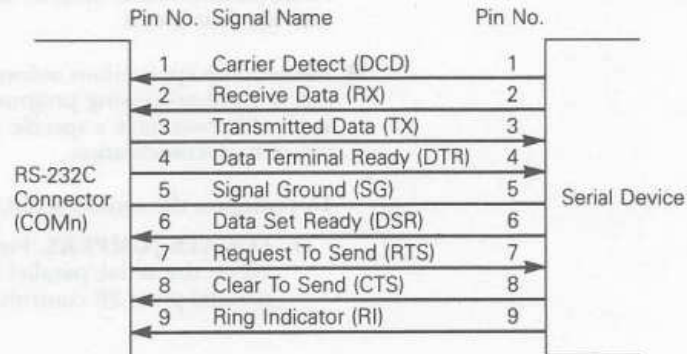 Pin No. Signal Name Pin No.
1 Carrier Detect (DCD) 1
2 Receive Data (RX) 2
3 Transmitted Data (TX) 3
4 Data Terminal Ready (DTR) 4
5 Signal Ground (SG) 5
6 Data Set Ready (DSR) 6
7 Request To Send (RTS) 7
8 Clear To Send (CTS) 8
9 Ring Indicator (RI) 9
RS-232C
Connector
(COMn)
Serial Device